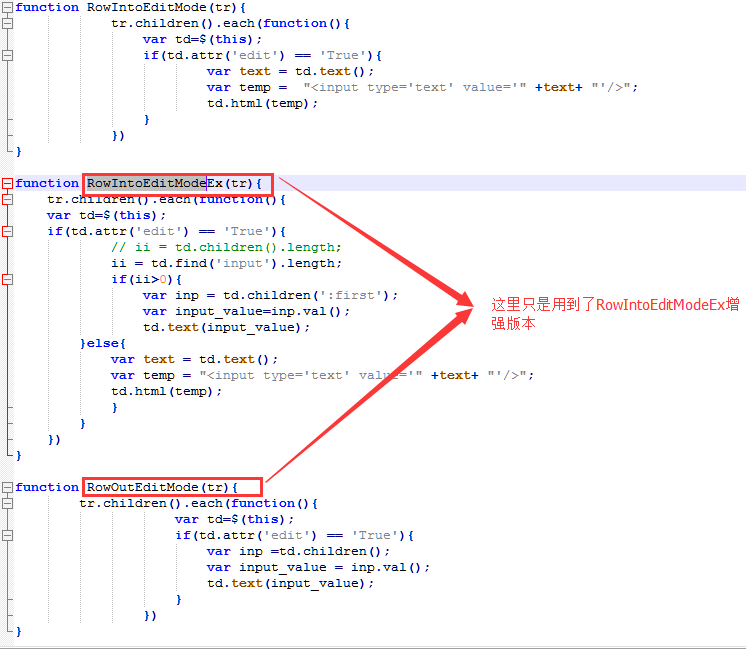 function RowIntoEditMode(tr){
tr.children().each(function(){
var td=$(this);
if(td.attr('edit') == 'True'){
var text = td.text();
var temp =  "<input type='text' value='" +text+ "'/>";
td.html(temp);
}
})
}
function RowIntoEditModeEx(tr){
tr.children().each(function(){
var td=$(this);
if(td.attr('edit') == 'True'){
// ii = td.children().length;
ii = td.find('input').length;
if(ii>0){
var inp = td.children(':first');
var input_value=inp.val();
td.text(input_value);
}else{
var text = td.text();
var temp = "<input type='text' value='" +text+ "'/>";
td.html(temp);
}
}
})
}
这里只是用到了RowIntoEditModeEx增
强版本
function RowOutEditMode(tr){
tr.children().each(function(){
var td=$(this);
if(td.attr('edit') == 'True'){
var inp =td.children();
var input_value = inp.val();
td.text(input_value);
}
})
}